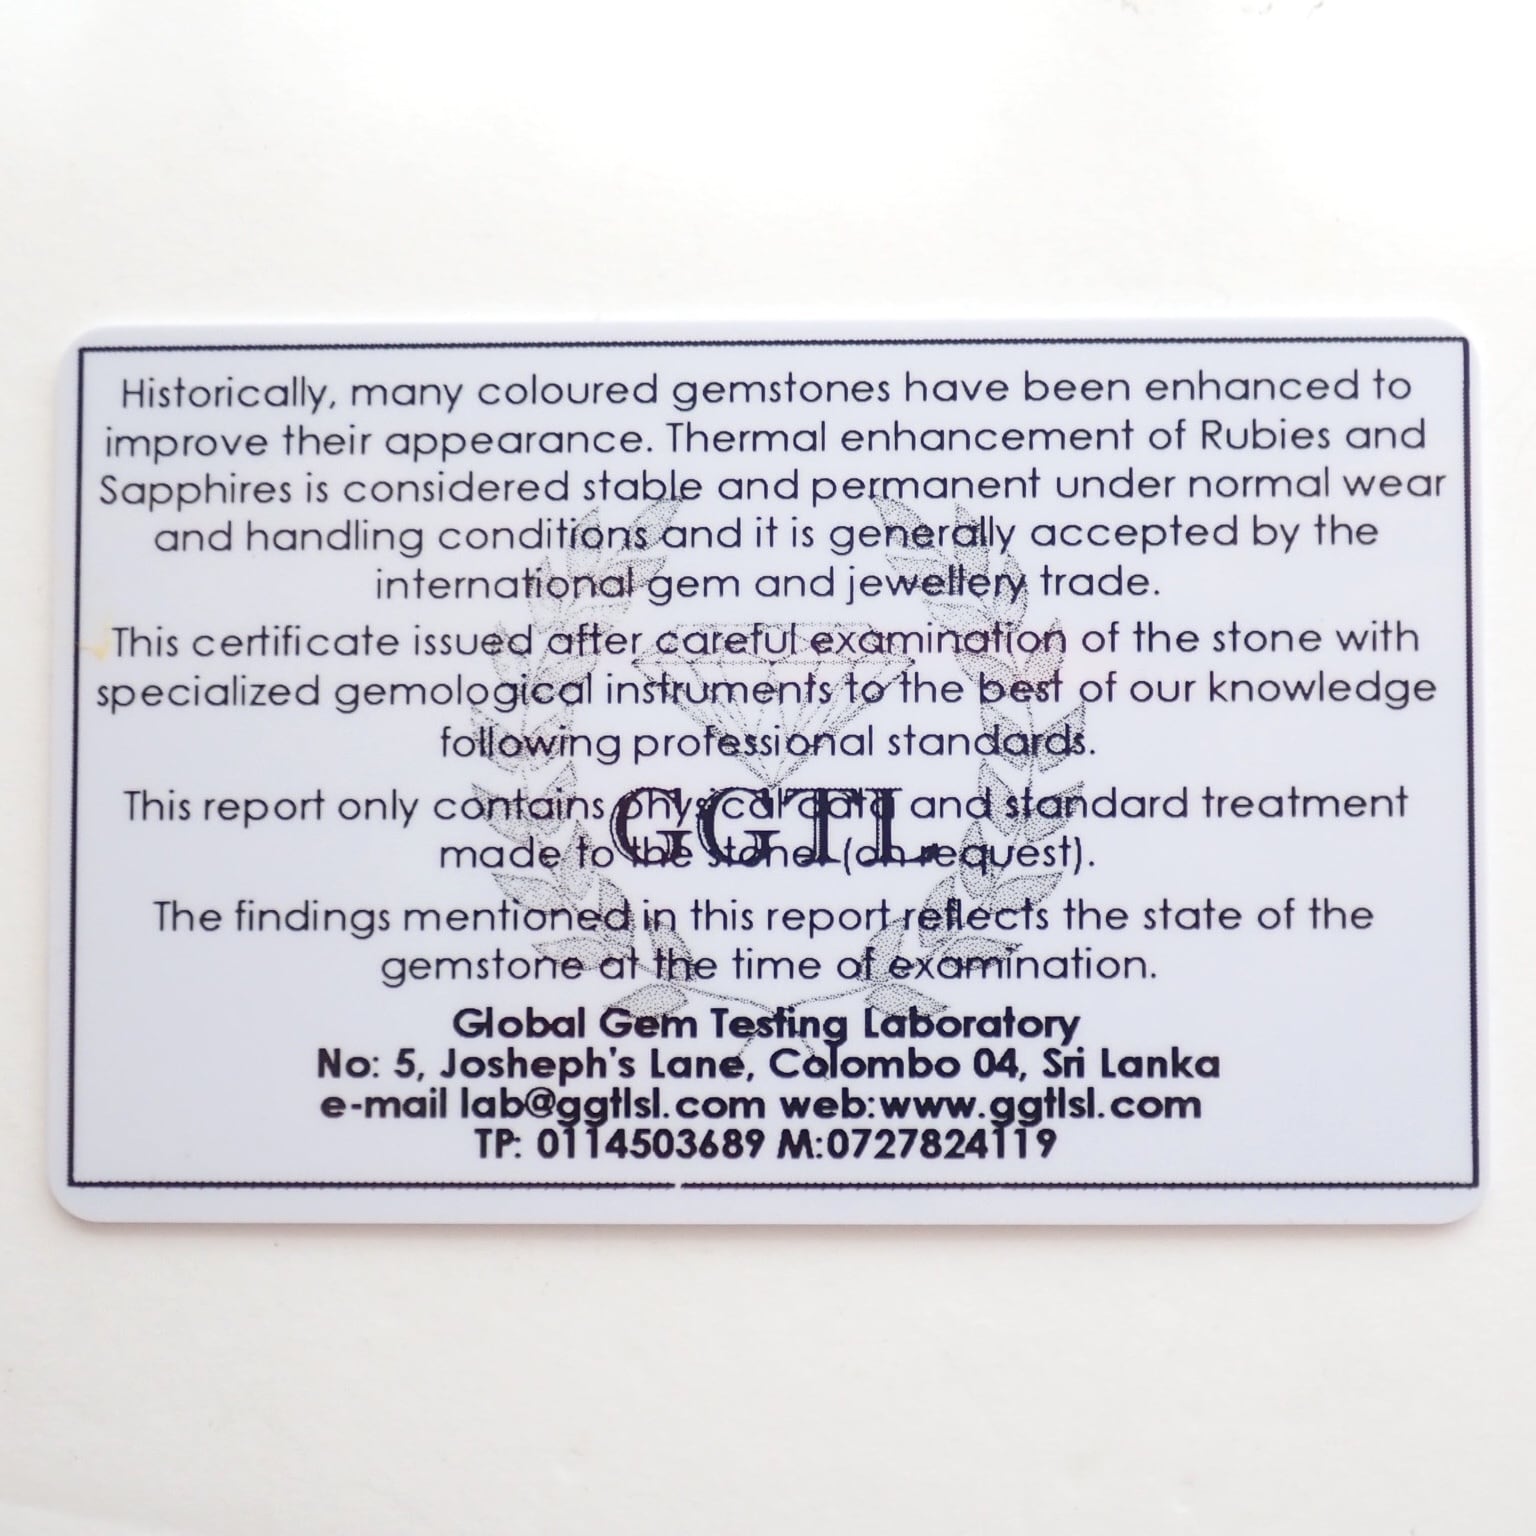 Historically, many coloured gemstones have been enhanced to
improve their appearance. Thermal enhancement of Rubies and
Sapphires is considered stable and permanent under normal wear
and handling conditions and it is generally accepted by the
international gem and jewellery trade.
This certificate issued after careful examination of the stone with
specialized gemological instruments to the best of our knowledge
following professional standards.
This report only contains physical data and standard treatment
GGTL
made to the stone. (on request).
The findings mentioned in this report reflects the state of the
gemstone at the time of examination.
Global Gem Testing Laboratory
No: 5, Josheph's Lane, Colombo 04, Sri Lanka
e-mail lab@ggtlsl.com web:www.ggtlsl.com
TP: 0114503689 M:0727824119